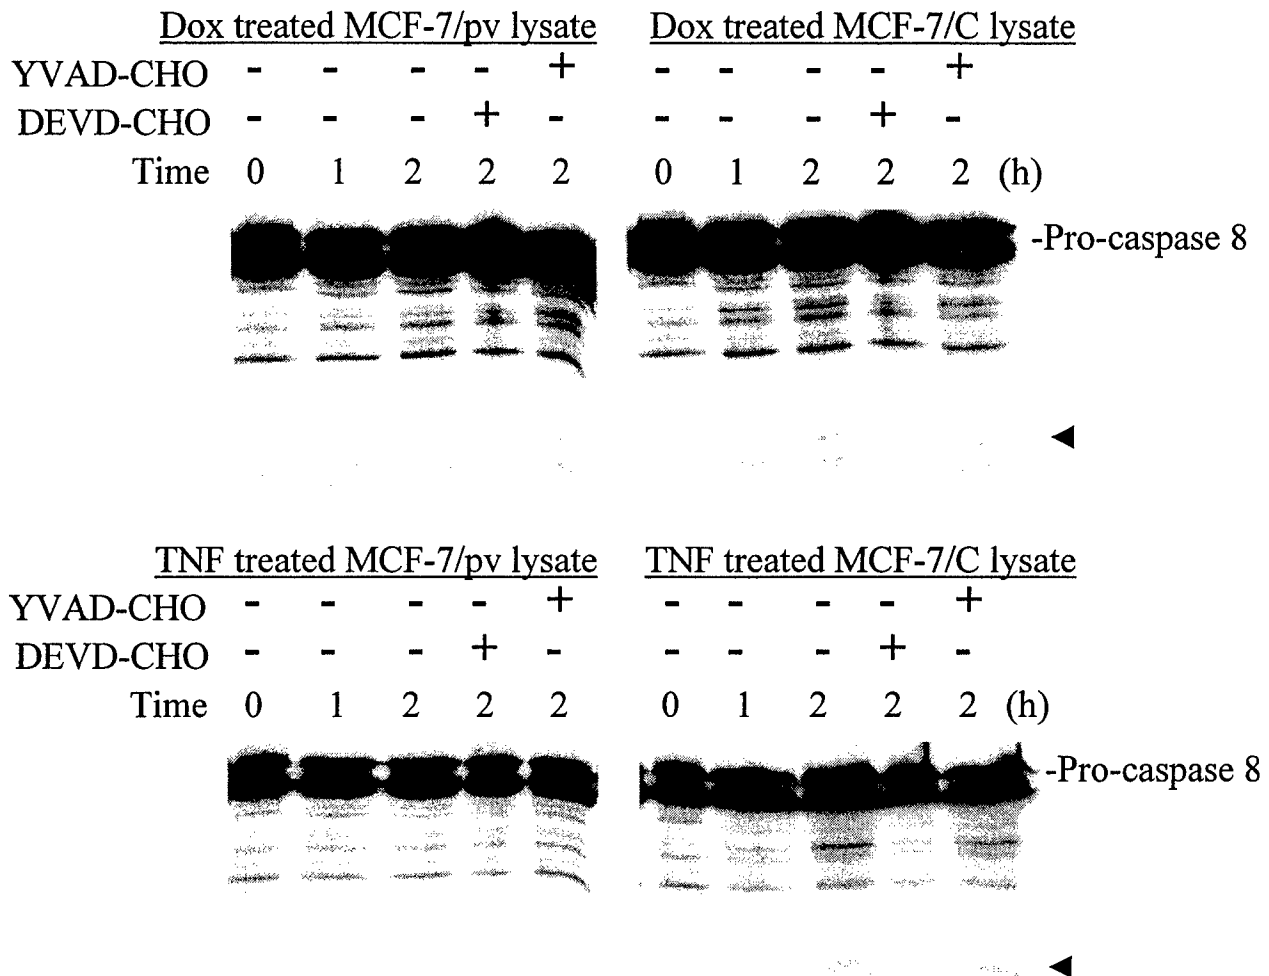 Dox treated MCF-7/pv lysate Dox treated MCF-7/C lysate
YVAD-CHO - - - - + - - - - +
DEVD-CHO - - - + - - - - + -
Time 0 1 2 2 2 0 1 2 2 2 (h)
-Pro-caspase 8
TNF treated MCF-7/pv lysate TNF treated MCF-7/C lysate
YVAD-CHO - - - - + - - - - +
DEVD-CHO - - - + - - - - + -
Time 0 1 2 2 2 0 1 2 2 2 (h)
-Pro-caspase 8